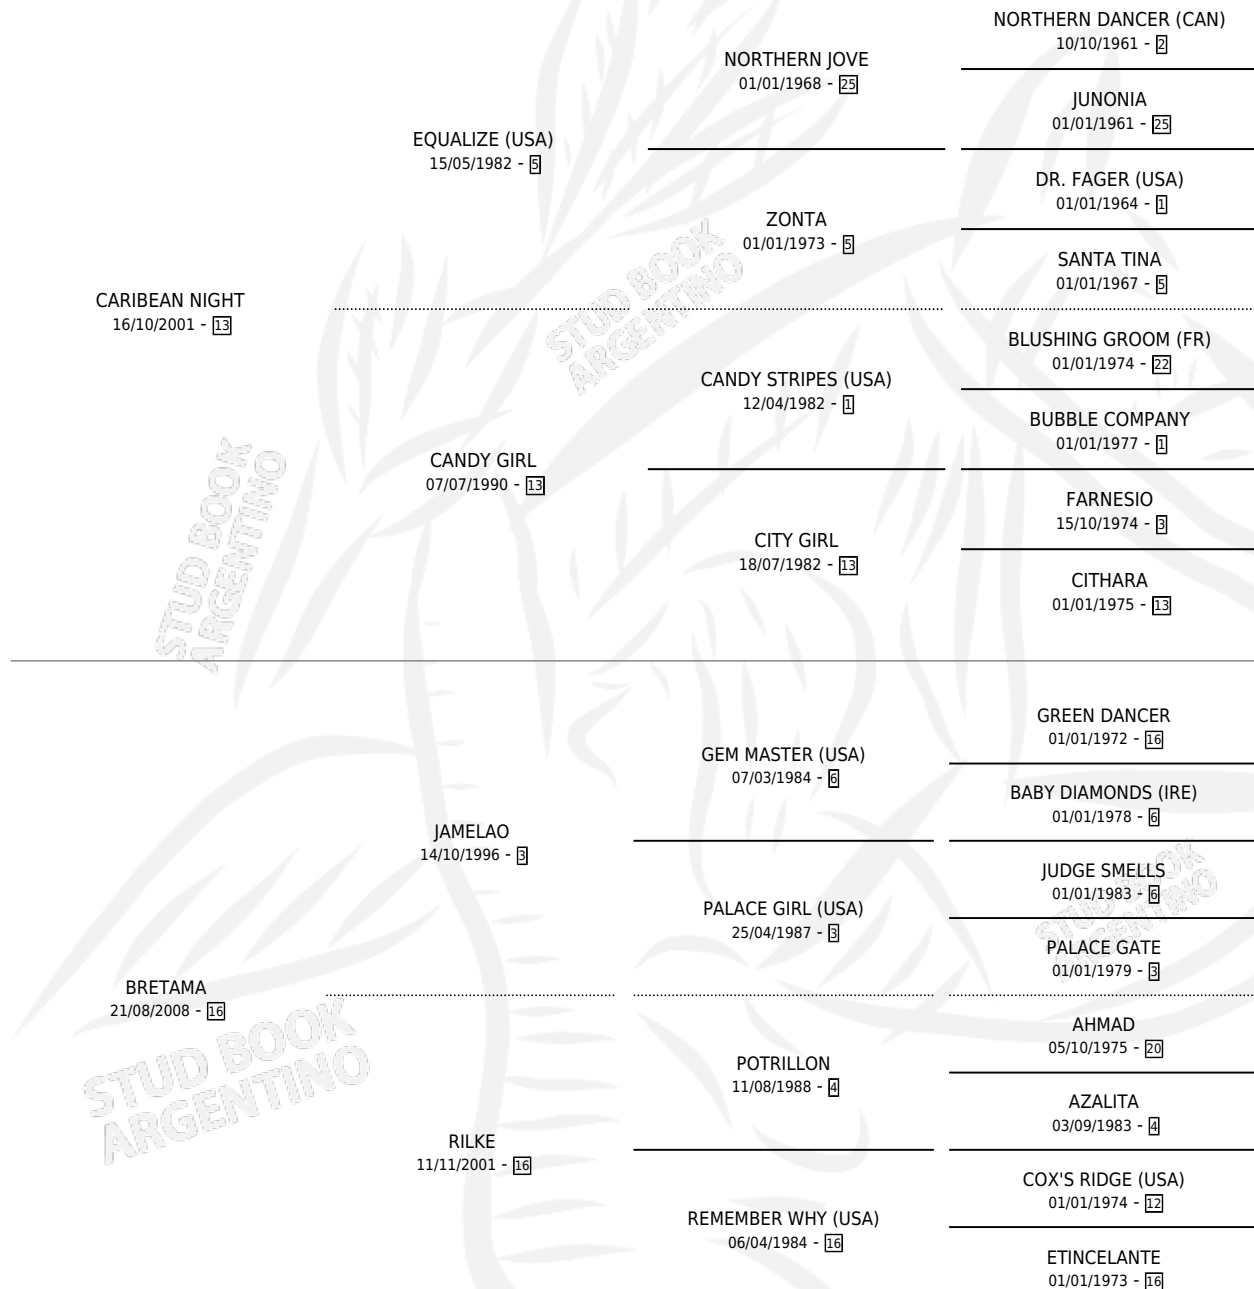 NORTHERN DANCER (CAN)
10/10/1961 - 2
NORTHERN JOVE
01/01/1968 - 25
JUNONIA
01/01/1961 - 25
EQUALIZE (USA)
15/05/1982 - 5
DR. FAGER (USA)
01/01/1964 - 1
ZONTA
01/01/1973 - 5
SANTA TINA
01/01/1967 - 5
CARIBEAN NIGHT
16/10/2001 - 13
BLUSHING GROOM (FR)
01/01/1974 - 22
CANDY STRIPES (USA)
12/04/1982 - 1
BUBBLE COMPANY
01/01/1977 - 1
CANDY GIRL
07/07/1990 - 13
FARNESIO
15/10/1974 - 3
CITY GIRL
18/07/1982 - 13
CITHARA
01/01/1975 - 13
GREEN DANCER
01/01/1972 - 16
GEM MASTER (USA)
07/03/1984 - 6
BABY DIAMONDS (IRE)
01/01/1978 - 6
JAMELAO
14/10/1996 - 3
JUDGE SMELLS
01/01/1983 - 6
PALACE GIRL (USA)
25/04/1987 - 3
PALACE GATE
01/01/1979 - 3
BRETAMA
21/08/2008 - 16
AHMAD
05/10/1975 - 20
POTRILLON
11/08/1988 - 4
AZALITA
03/09/1983 - 4
RILKE
11/11/2001 - 16
COX'S RIDGE (USA)
01/01/1974 - 12
REMEMBER WHY (USA)
06/04/1984 - 16
ETINCELANTE
01/01/1973 - 16
STUD BOOK
ARGENTINO
STUD BOOK
ARGENTINO
STUD BOOK
ARGENTINO
STUD BOOK
ARGENTINO